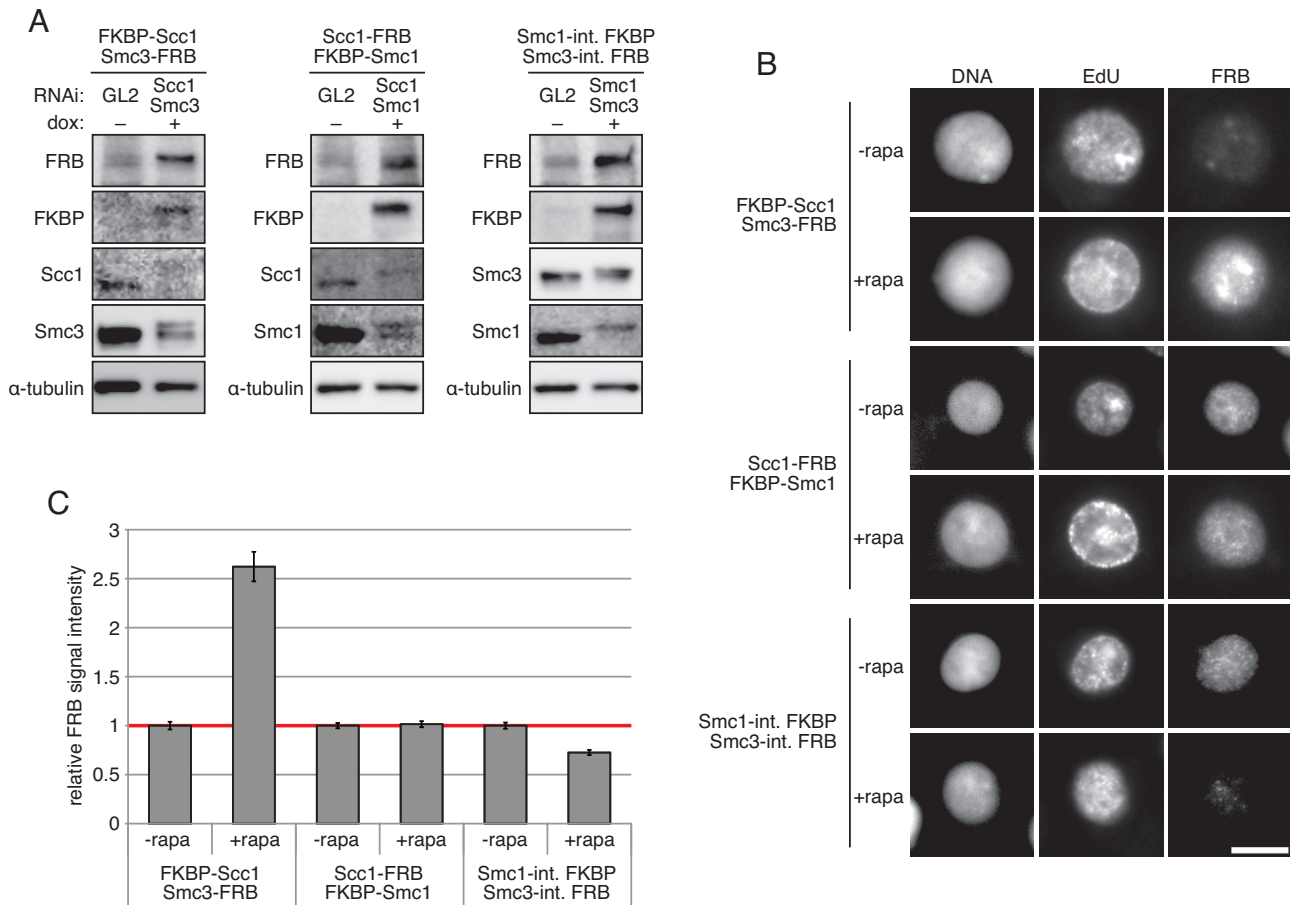 A
FKBP-Scc1
Smc3-FRB
Scc1-FRB
FKBP-Smc1
Smc1-int. FKBP
Smc3-int. FRB
RNAi:
GL2
Scc1
Smc3
GL2
Scc1
Smc1
GL2
Smc1
Smc3
dox:
– + – + – +
FRB
FKBP
Scc1
Smc3
α-tubulin
FRB
FKBP
Scc1
Smc1
α-tubulin
FRB
FKBP
Smc3
Smc1
α-tubulin
B
DNA EdU FRB
FKBP-Scc1
Smc3-FRB
-rapa
+rapa
Scc1-FRB
FKBP-Smc1
-rapa
+rapa
Smc1-int. FKBP
Smc3-int. FRB
-rapa
+rapa
C
relative FRB signal intensity
3
2.5
2
1.5
1
0.5
0
-rapa +rapa -rapa +rapa -rapa +rapa
FKBP-Scc1
Smc3-FRB
Scc1-FRB
FKBP-Smc1
Smc1-int. FKBP
Smc3-int. FRB